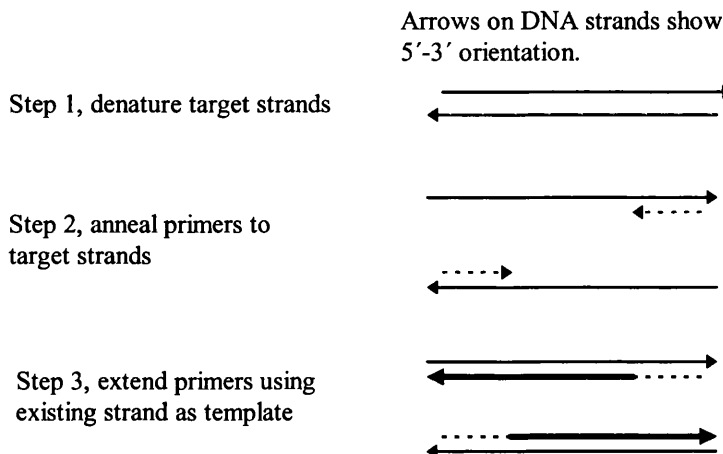 Arrows on DNA strands show
5´-3´ orientation.
Step 1, denature target strands
Step 2, anneal primers to
target strands
Step 3, extend primers using
existing strand as template